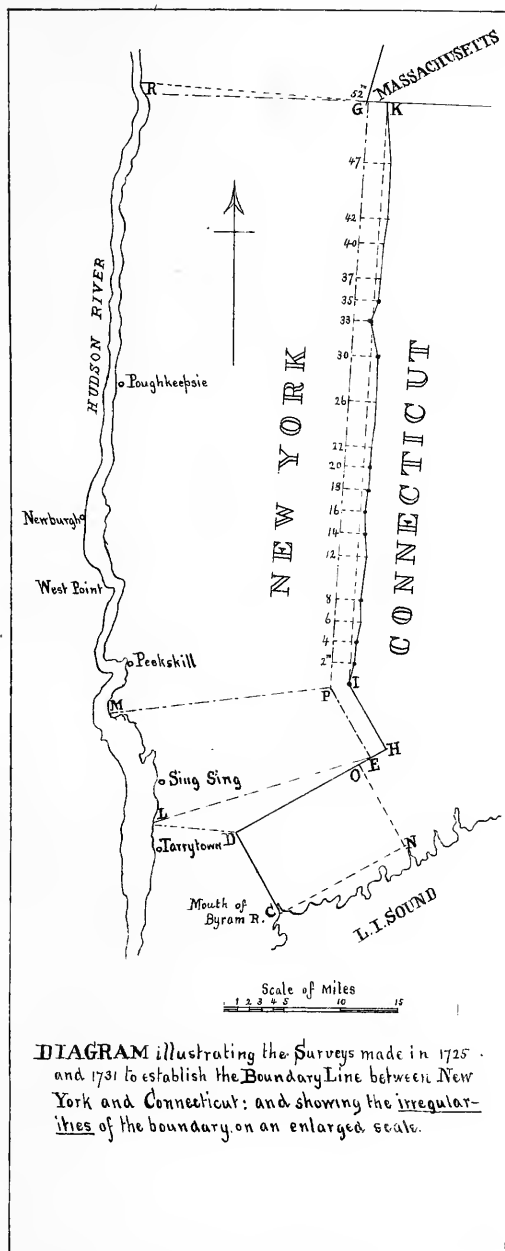 MASSACHUSETTS
R
52 m
G
K
47
42
40
37
35
33
30
HUDSON RIVER
NEW YORK
CONNECTICUT
Poughkeepsie
26
22
20
18
16
14
12
Newburgh
West Point
8
6
4
2 m
Peekskill
M
P
I
H
E
O
Sing Sing
L
D
Tarrytown
N
Mouth of
Byram R.
C
L.I. SOUND
Scale of Miles
1 2 3 4 5 10 15
DIAGRAM illustrating the Surveys made in 1725
and 1731 to establish the Boundary Line between New
York and Connecticut: and showing the irregular-
ities of the boundary. on an enlarged scale.